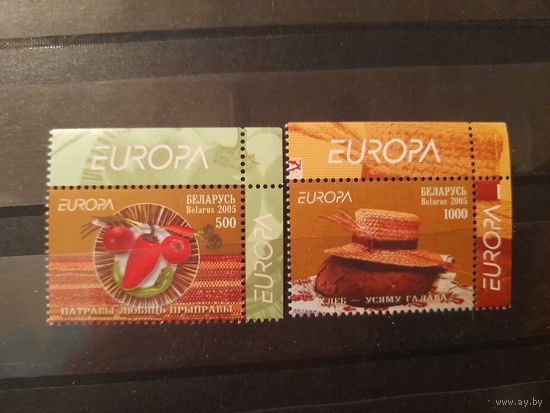 EUROPA
EUROPA
EUROPA
БЕЛАРУСЬ
Belarus 2005
500
ПАТРАВЫ ЛЮБЯЦЬ ПРЫПРАВЫ
EUROPA
EUROPA
EUROPA
БЕЛАРУСЬ
Belarus 2005
1000
ХЛЕБ — УСЯМУ ГАЛАВА
www.ay.by